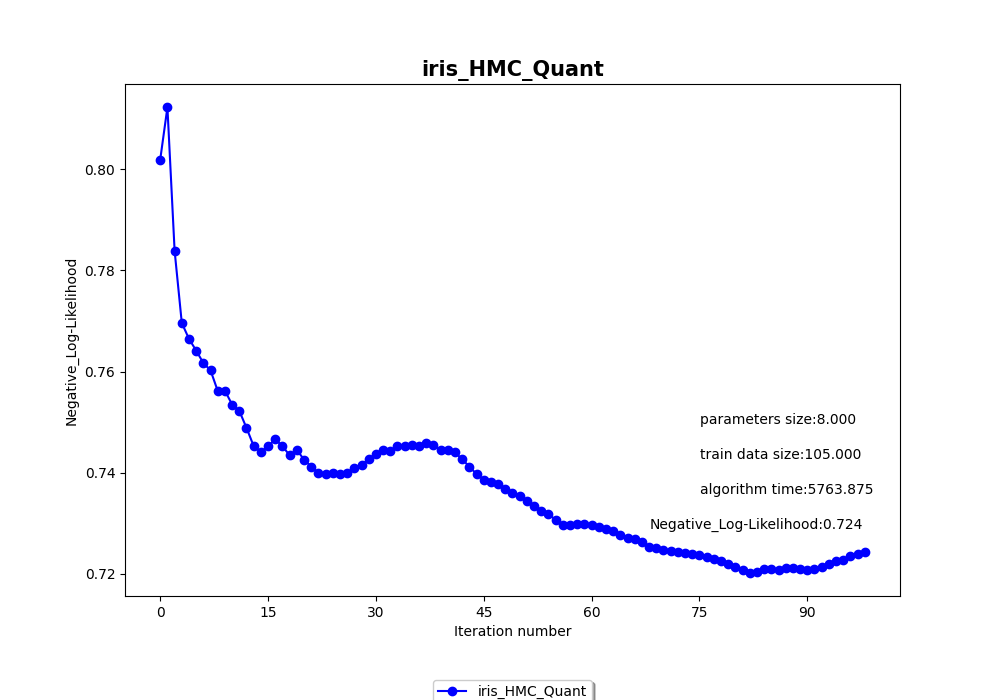 iris_HMC_Quant
0.80
0.78
0.76
0.74
0.72
Negative_Log-Likelihood
parameters size:8.000
train data size:105.000
algorithm time:5763.875
Negative_Log-Likelihood:0.724
0 15 30 45 60 75 90
Iteration number
iris_HMC_Quant